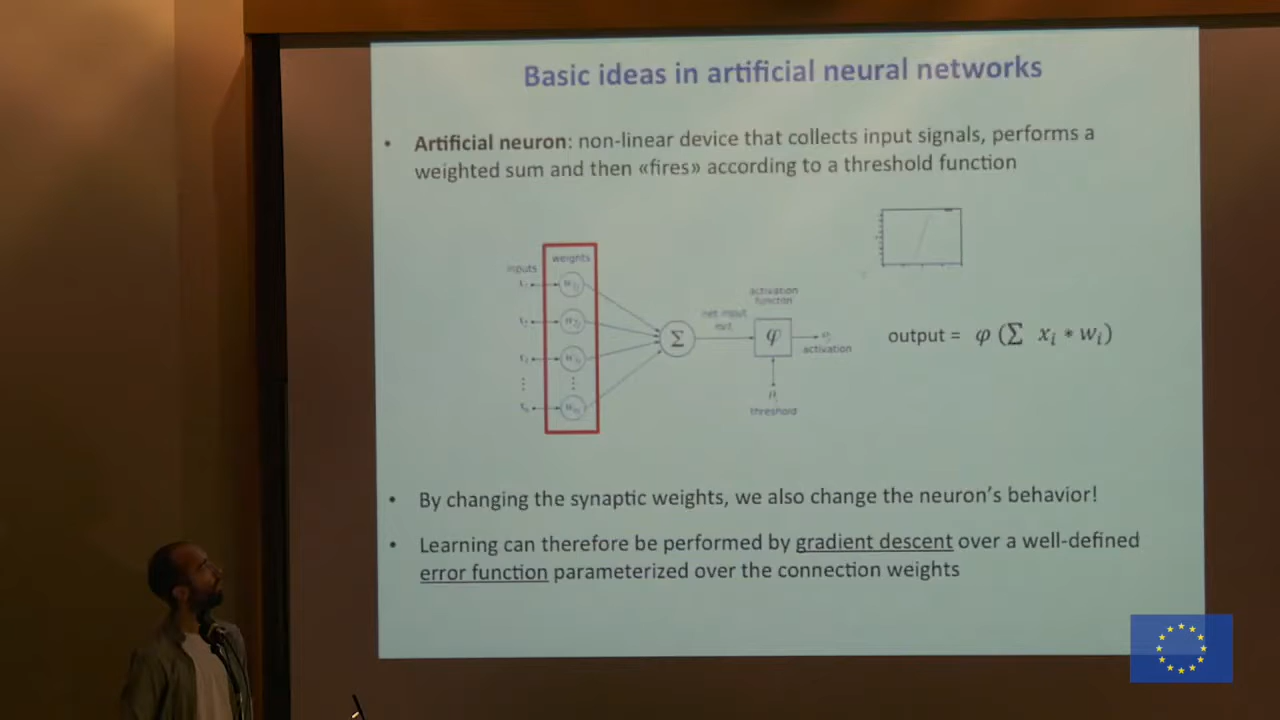 Basic ideas in artificial neural networks
• Artificial neuron: non-linear device that collects input signals, performs a
weighted sum and then «fires» according to a threshold function
weights
inputs
activation
function
net input
Σ
φ
activation
threshold
output = φ (Σ xᵢ * wᵢ)
• By changing the synaptic weights, we also change the neuron's behavior!
• Learning can therefore be performed by gradient descent over a well-defined
error function parameterized over the connection weights